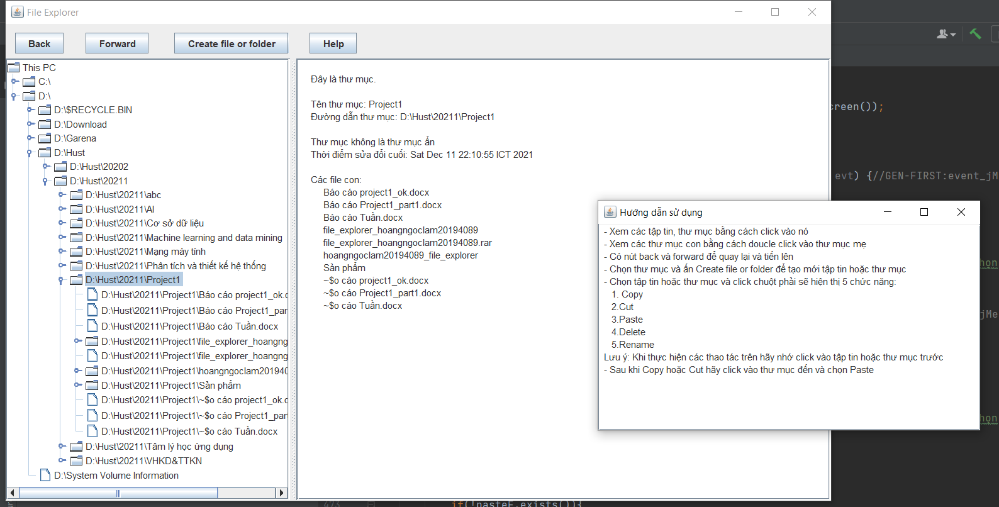 File Explorer
Back
Forward
Create file or folder
Help
This PC
C:\
D:\
D:\$RECYCLE.BIN
D:\Download
D:\Garena
D:\Hust
D:\Hust\20202
D:\Hust\20211
D:\Hust\20211\abc
D:\Hust\20211\AI
D:\Hust\20211\Cơ sở dữ liệu
D:\Hust\20211\Machine learning and data mining
D:\Hust\20211\Mạng máy tính
D:\Hust\20211\Phân tích và thiết kế hệ thống
D:\Hust\20211\Project1
D:\Hust\20211\Project1\Báo cáo project1_ok.c
D:\Hust\20211\Project1\Báo cáo Project1_par
D:\Hust\20211\Project1\Báo cáo Tuần.docx
D:\Hust\20211\Project1\file_explorer_hoangng
D:\Hust\20211\Project1\file_explorer_hoangng
D:\Hust\20211\Project1\hoangngoclam201940
D:\Hust\20211\Project1\Sản phẩm
D:\Hust\20211\Project1\~$o cáo project1_ok.c
D:\Hust\20211\Project1\~$o cáo Project1_part
D:\Hust\20211\Project1\~$o cáo Tuần.docx
D:\Hust\20211\Tâm lý học ứng dụng
D:\Hust\20211\VHKD&TTKN
D:\System Volume Information
Đây là thư mục.
Tên thư mục: Project1
Đường dẫn thư mục: D:\Hust\20211\Project1
Thư mục không là thư mục ẩn
Thời điểm sửa đổi cuối: Sat Dec 11 22:10:55 ICT 2021
Các file con:
Báo cáo project1_ok.docx
Báo cáo Project1_part1.docx
Báo cáo Tuần.docx
file_explorer_hoangngoclam20194089
file_explorer_hoangngoclam20194089.rar
hoangngoclam20194089_file_explorer
Sản phẩm
~$o cáo project1_ok.docx
~$o cáo Project1_part1.docx
~$o cáo Tuần.docx
Hướng dẫn sử dụng
- Xem các tập tin, thư mục bằng cách click vào nó
- Xem các thư mục con bằng cách doucle click vào thư mục mẹ
- Có nút back và forward để quay lại và tiến lên
- Chọn thư mục và ấn Create file or folder để tạo mới tập tin hoặc thư mục
- Chọn tập tin hoặc thư mục và click chuột phải sẽ hiện thị 5 chức năng:
1. Copy
2.Cut
3.Paste
4.Delete
5.Rename
Lưu ý: Khi thực hiện các thao tác trên hãy nhớ click vào tập tin hoặc thư mục trước
- Sau khi Copy hoặc Cut hãy click vào thư mục đến và chọn Paste
creen());
evt) {//GEN-FIRST:event_jM
hon
jMe
hon
473
if(!pasteF.exists()){